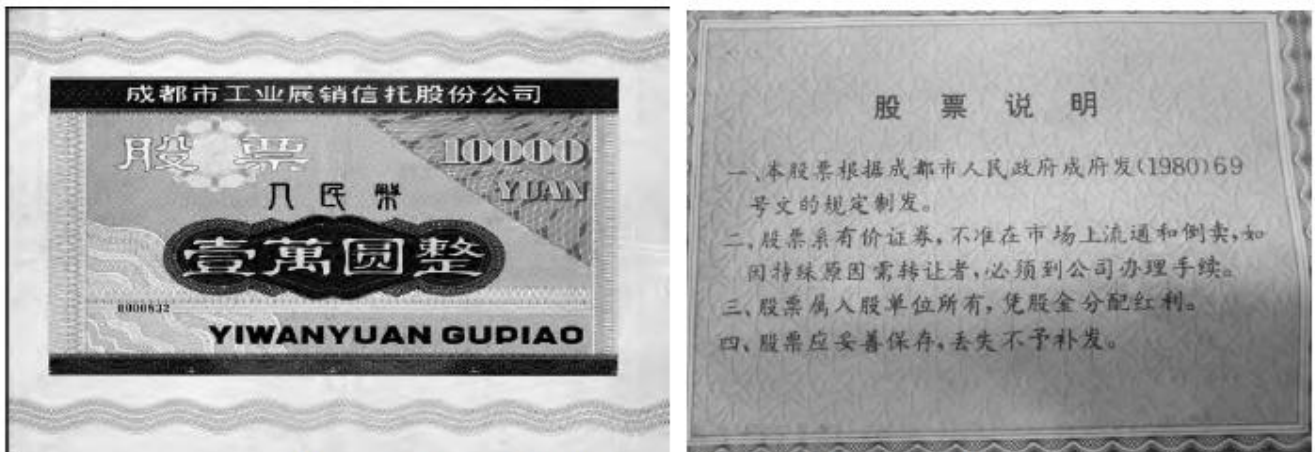 成都市工业展销信托股份公司
股票
10000
YUAN
人民币
壹萬圆整
0000832
YIWANYUAN GUPIAO
股票说明
一、本股票根据成都市人民政府成府发(1980)69
号文的规定制发。
二、股票系有价证券,不准在市场上流通和倒卖,如
因特殊原因需转让者,必须到公司办理手续。
三、股票属入股单位所有,凭股金分配红利。
四、股票应妥善保存,丢失不予补发。